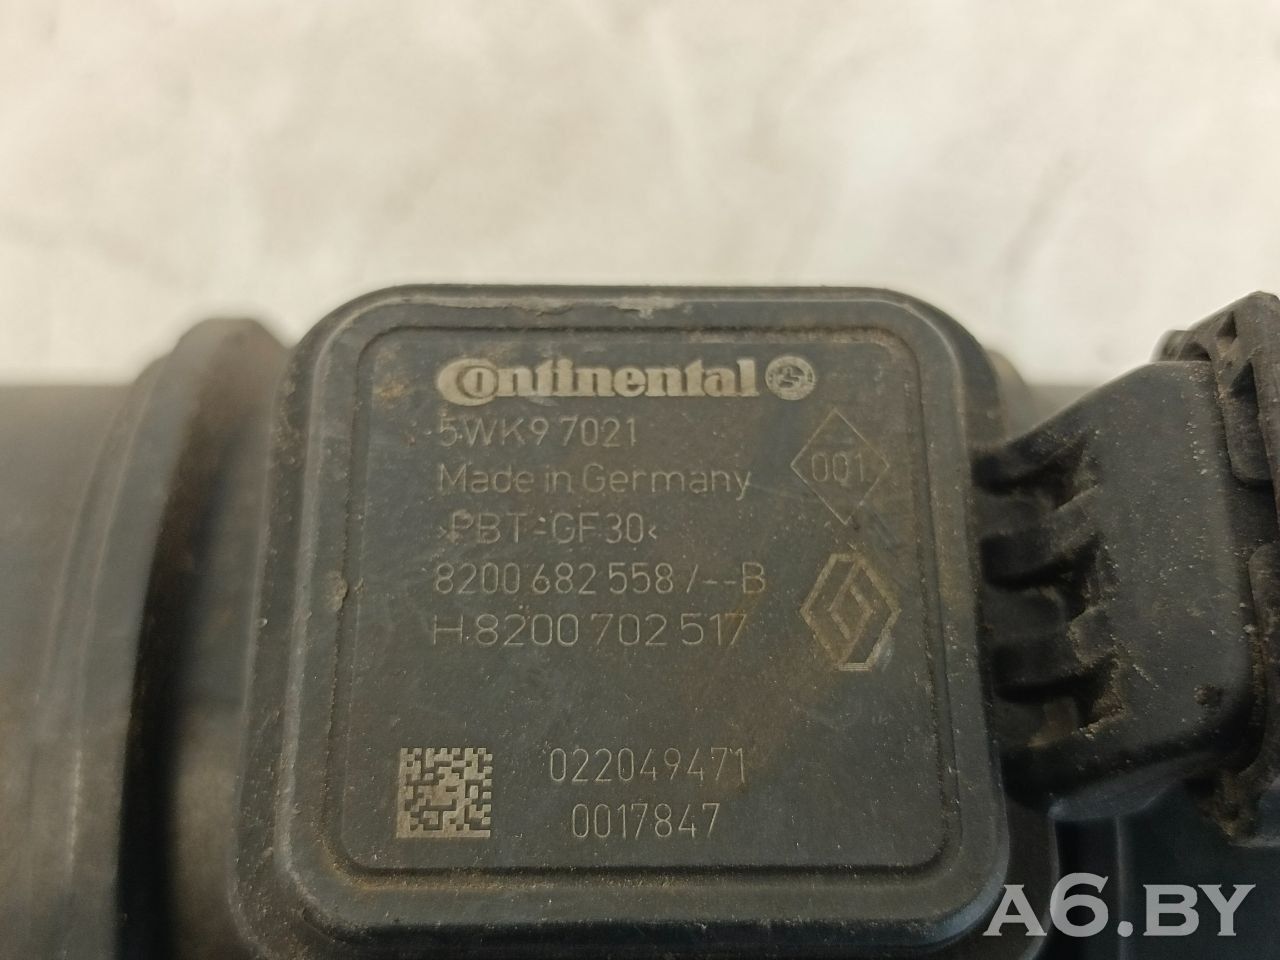 Continental
5WK9 7021
001
Made in Germany
>PBT-GF30<
8200 682 558 /--B
H 8200 702 517
022049471
0017847
A6.BY